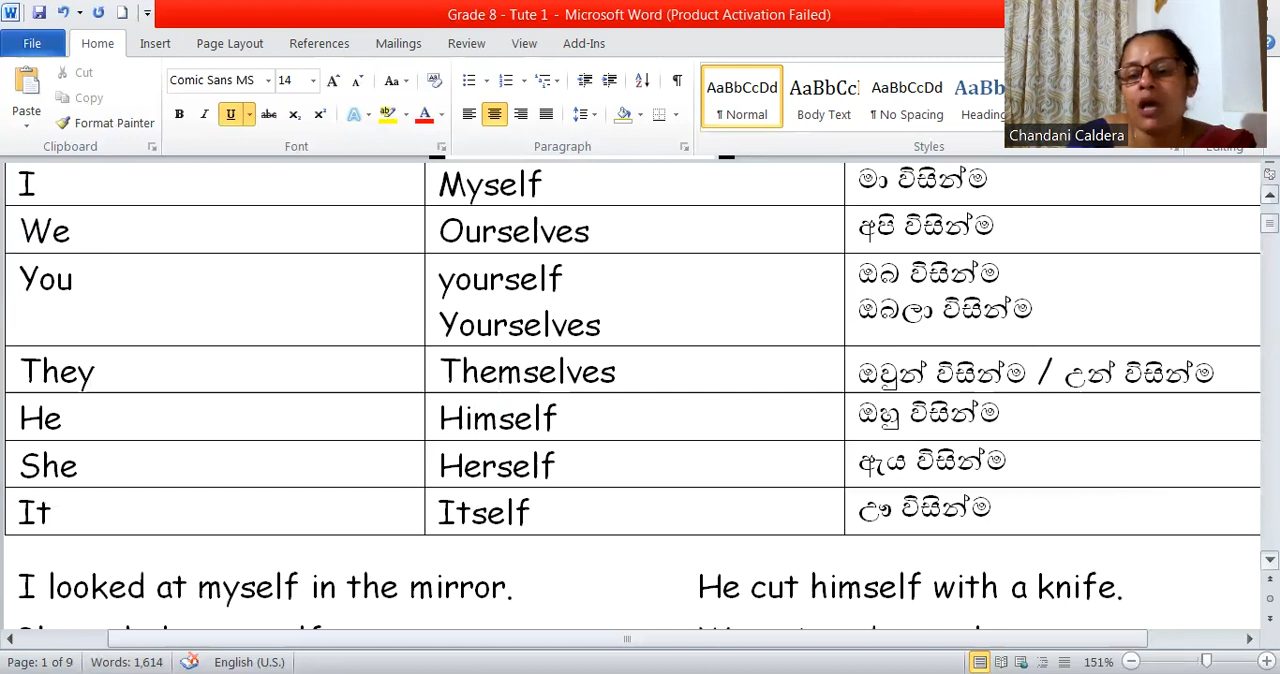 Grade 8 - Tute 1 - Microsoft Word (Product Activation Failed)
File Home Insert Page Layout References Mailings Review View Add-Ins
Cut
Copy
Format Painter
Paste
Clipboard
Comic Sans MS 14
Font
Paragraph
AaBbCcDd AaBbCcI AaBbCcDd AaBbC
¶ Normal Body Text ¶ No Spacing Heading
Styles
Editing
Chandani Caldera
I Myself මා විසින්ම
We Ourselves අපි විසින්ම
You yourself ඔබ විසින්ම
Yourselves ඔබලා විසින්ම
They Themselves ඔවුන් විසින්ම / උන් විසින්ම
He Himself ඔහු විසින්ම
She Herself ඇය විසින්ම
It Itself ඌ විසින්ම
I looked at myself in the mirror. He cut himself with a knife.
Page: 1 of 9 Words: 1,614 English (U.S.) 151%